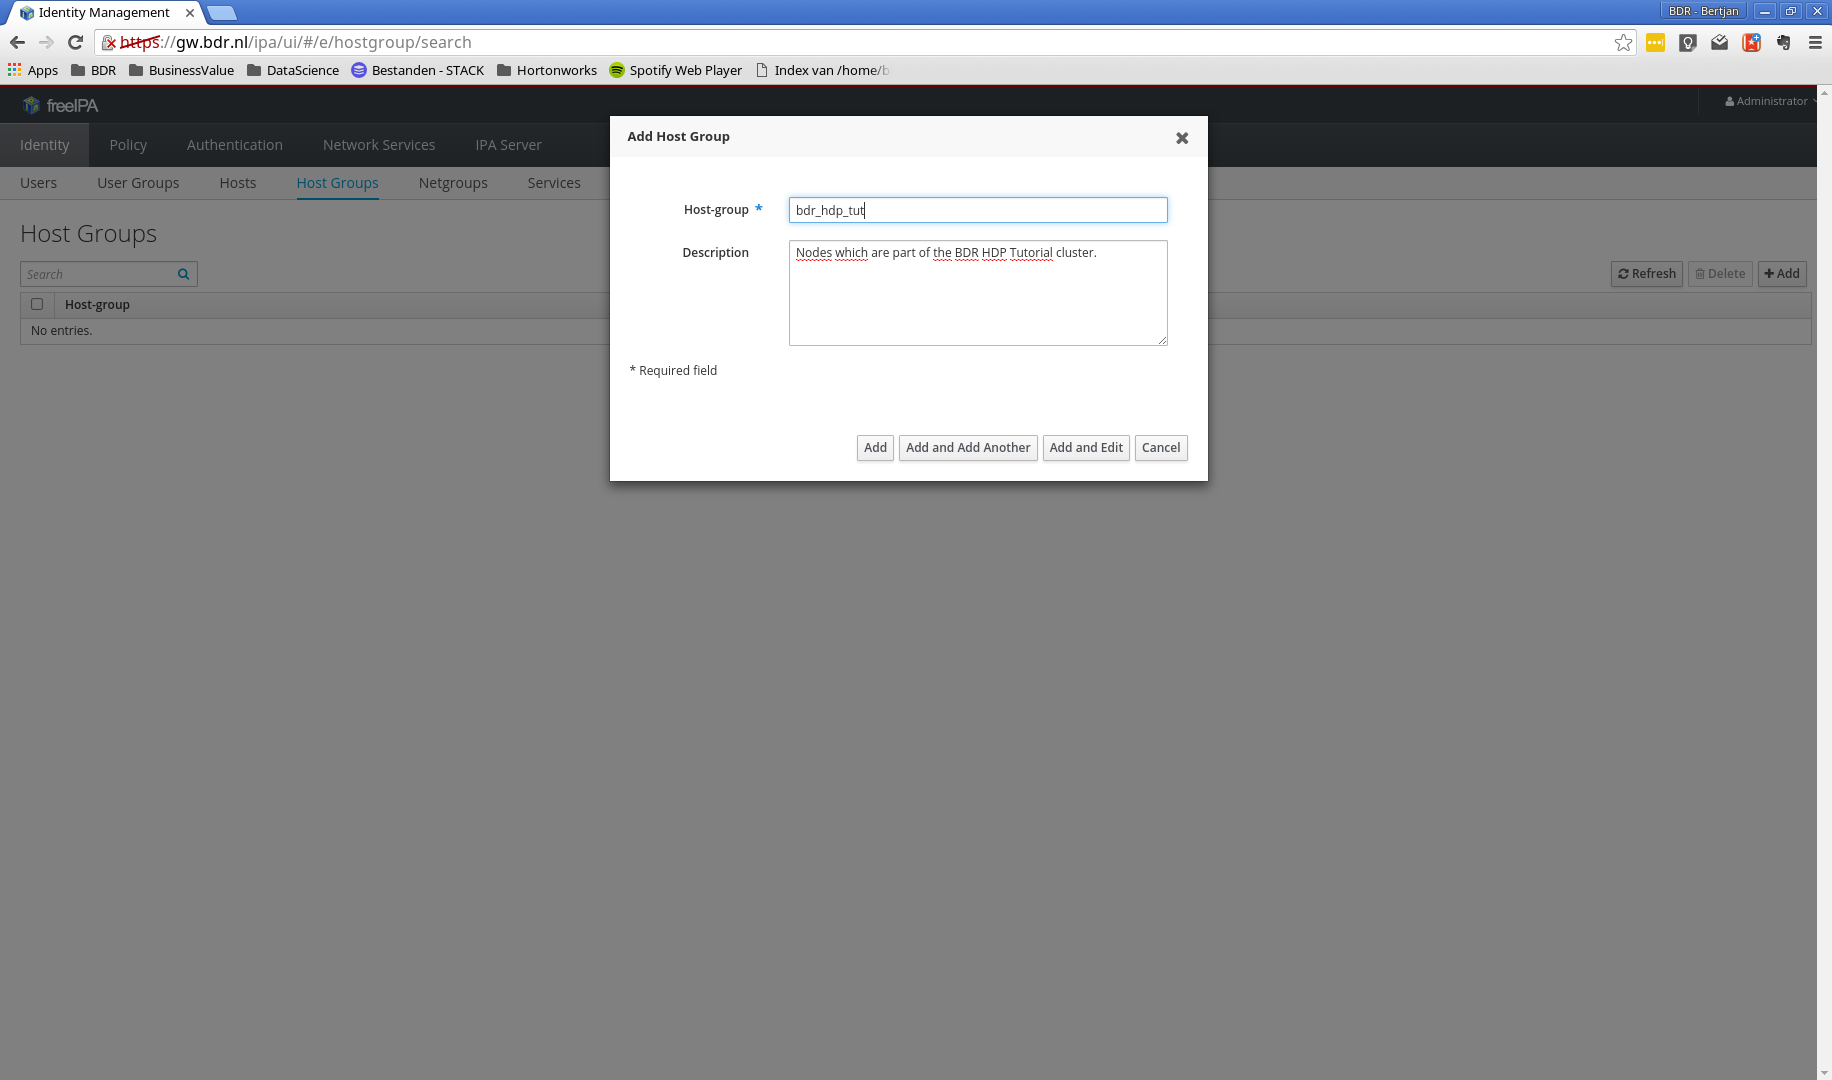 Identity Management
BDR - Bertjan
https://gw.bdr.nl/ipa/ui/#/e/hostgroup/search
Apps BDR BusinessValue DataScience Bestanden - STACK Hortonworks Spotify Web Player Index van /home/b
freeIPA
Administrator
Identity Policy Authentication Network Services IPA Server
Users User Groups Hosts Host Groups Netgroups Services
Host Groups
Search
Refresh Delete Add
Host-group
No entries.
Add Host Group
Host-group * bdr_hdp_tut
Description Nodes which are part of the BDR HDP Tutorial cluster.
* Required field
Add Add and Add Another Add and Edit Cancel